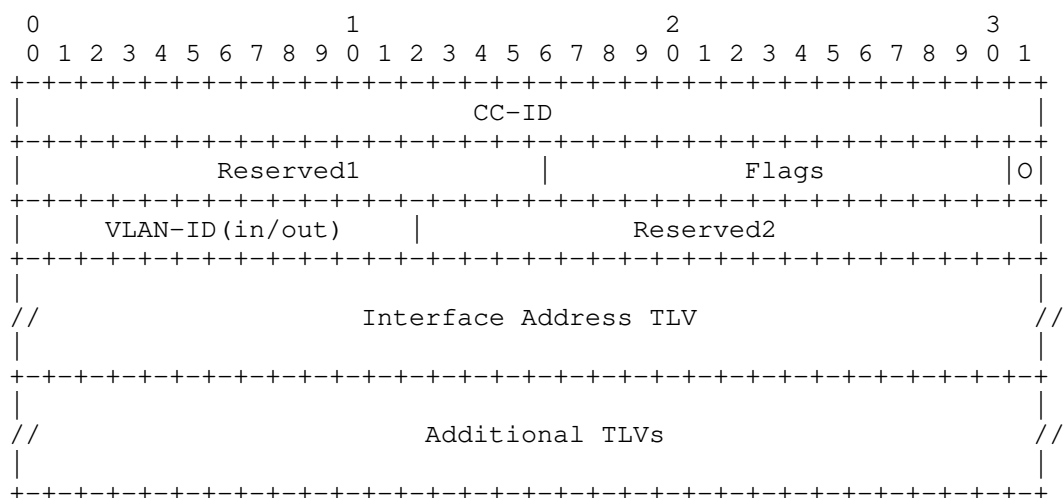 0                   1                   2                   3
 0 1 2 3 4 5 6 7 8 9 0 1 2 3 4 5 6 7 8 9 0 1 2 3 4 5 6 7 8 9 0 1
+-+-+-+-+-+-+-+-+-+-+-+-+-+-+-+-+-+-+-+-+-+-+-+-+-+-+-+-+-+-+-+-+
|                            CC-ID                              |
+-+-+-+-+-+-+-+-+-+-+-+-+-+-+-+-+-+-+-+-+-+-+-+-+-+-+-+-+-+-+-+-+
|            Reserved1            |            Flags            |O|
+-+-+-+-+-+-+-+-+-+-+-+-+-+-+-+-+-+-+-+-+-+-+-+-+-+-+-+-+-+-+-+-+
|     VLAN-ID(in/out)     |             Reserved2               |
+-+-+-+-+-+-+-+-+-+-+-+-+-+-+-+-+-+-+-+-+-+-+-+-+-+-+-+-+-+-+-+-+
|                                                               |
//                    Interface Address TLV                     //
|                                                               |
+-+-+-+-+-+-+-+-+-+-+-+-+-+-+-+-+-+-+-+-+-+-+-+-+-+-+-+-+-+-+-+-+
|                                                               |
//                        Additional TLVs                       //
|                                                               |
+-+-+-+-+-+-+-+-+-+-+-+-+-+-+-+-+-+-+-+-+-+-+-+-+-+-+-+-+-+-+-+-+